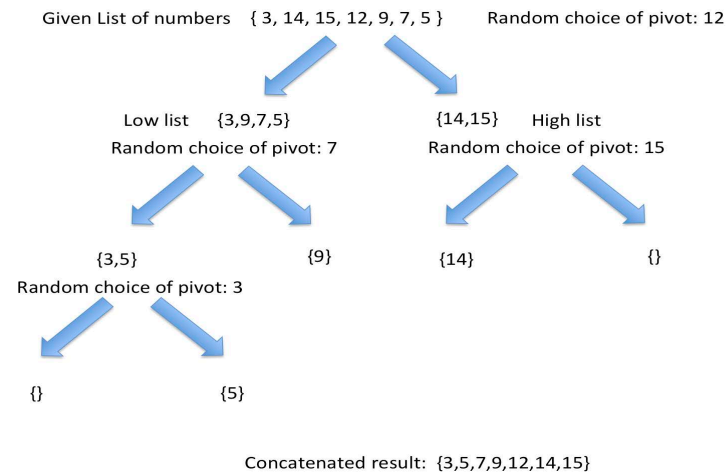 Given List of numbers { 3, 14, 15, 12, 9, 7, 5 } Random choice of pivot: 12
Low list {3,9,7,5} {14,15} High list
Random choice of pivot: 7 Random choice of pivot: 15
{3,5} {9} {14} {}
Random choice of pivot: 3
{} {5}
Concatenated result: {3,5,7,9,12,14,15}